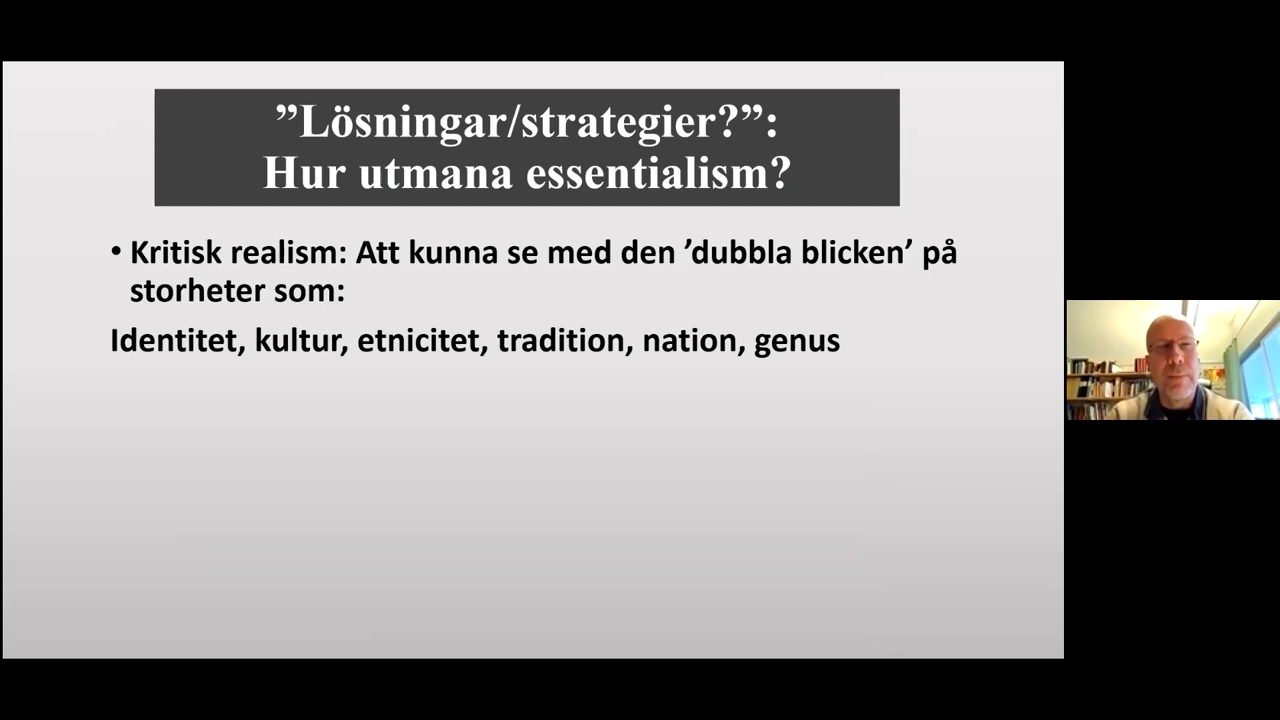 ”Lösningar/strategier?”:
Hur utmana essentialism?
• Kritisk realism: Att kunna se med den ’dubbla blicken’ på
storheter som:
Identitet, kultur, etnicitet, tradition, nation, genus